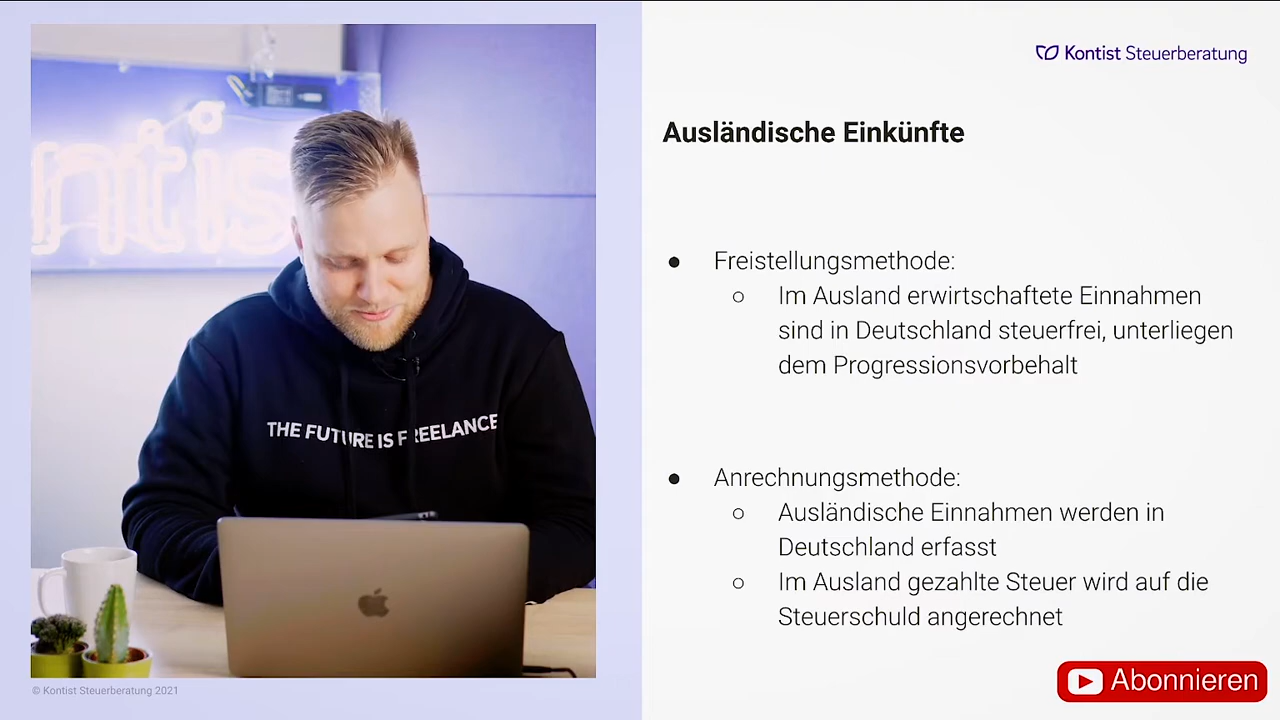 Kontist Steuerberatung
Ausländische Einkünfte
● Freistellungsmethode:
○ Im Ausland erwirtschaftete Einnahmen
sind in Deutschland steuerfrei, unterliegen
dem Progressionsvorbehalt
● Anrechnungsmethode:
○ Ausländische Einnahmen werden in
Deutschland erfasst
○ Im Ausland gezahlte Steuer wird auf die
Steuerschuld angerechnet
THE FUTURE IS FREELANCE
© Kontist Steuerberatung 2021
Abonnieren